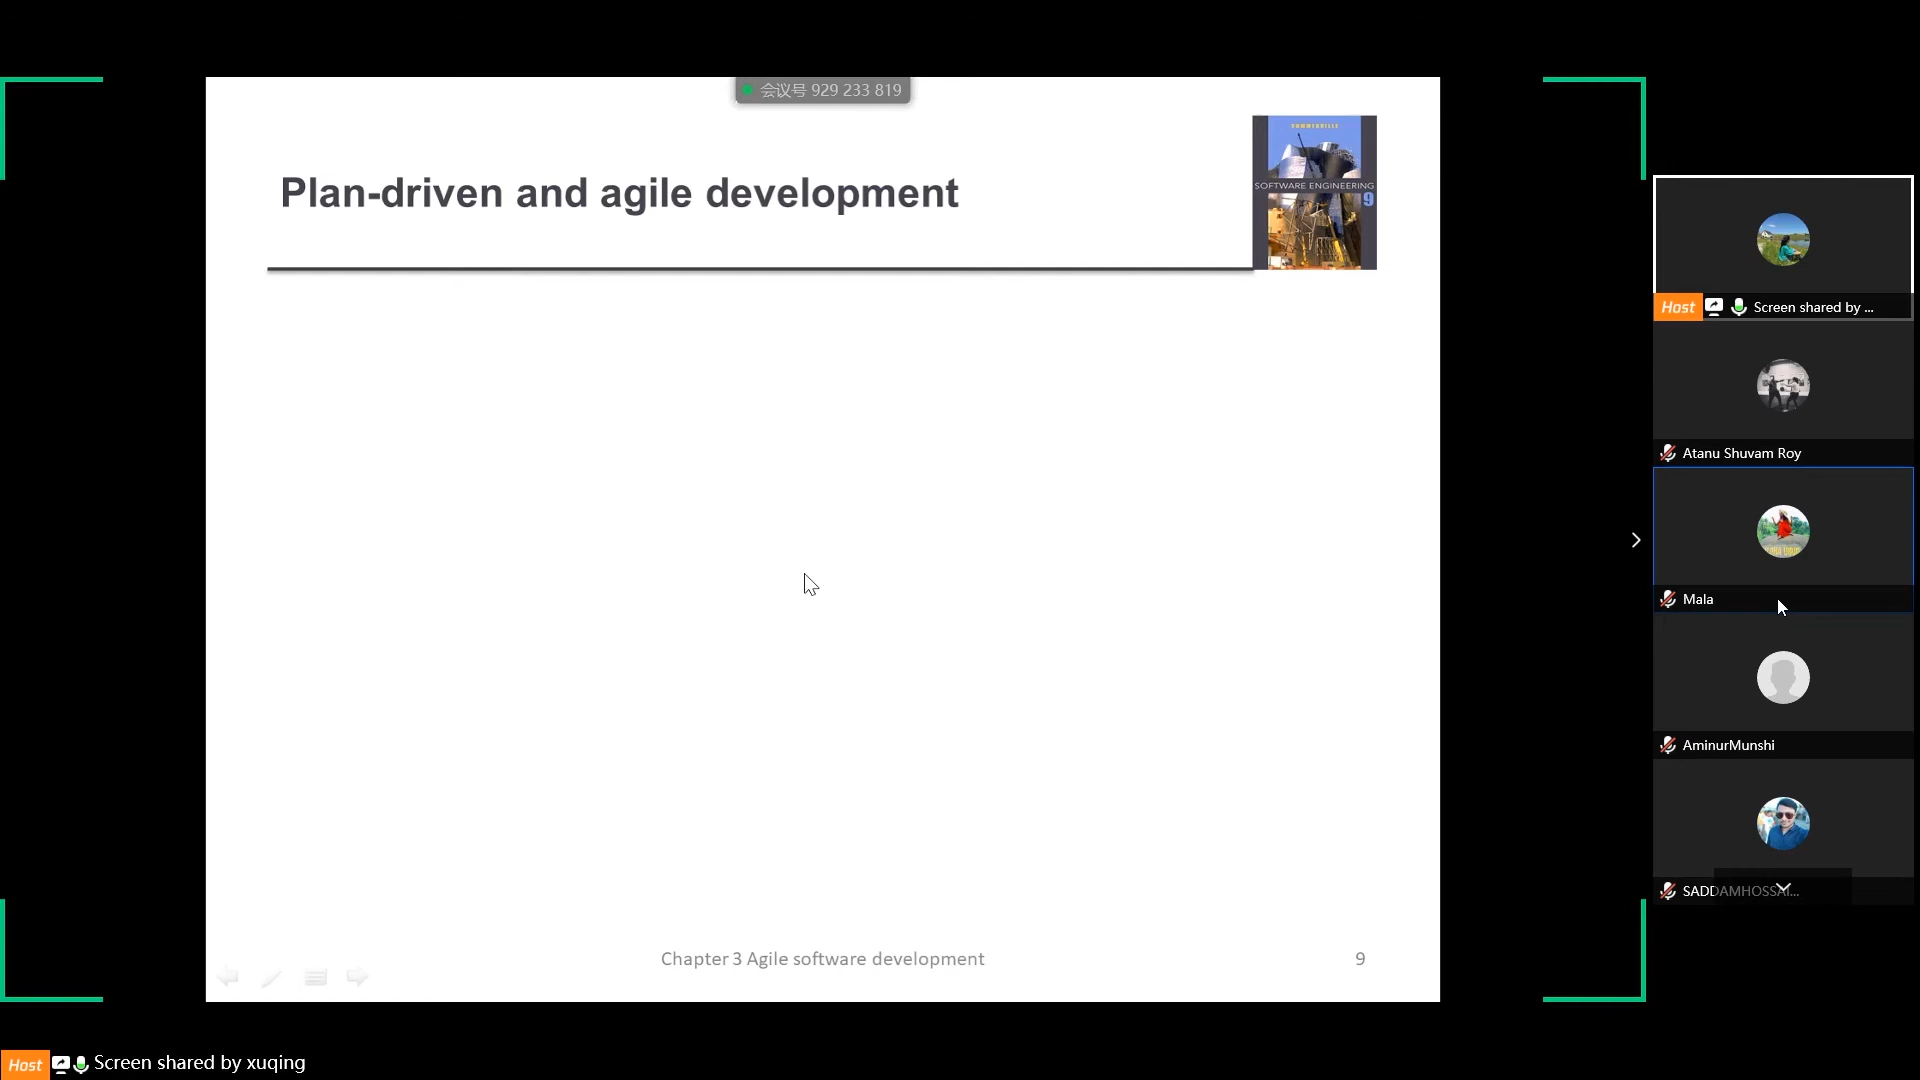 会议号 929 233 819
Plan-driven and agile development
SOMMERVILLE
SOFTWARE ENGINEERING
9
Chapter 3 Agile software development
9
Host Screen shared by ...
Atanu Shuvam Roy
Mala
AminurMunshi
SADDAMHOSSAI...
Host Screen shared by xuqing